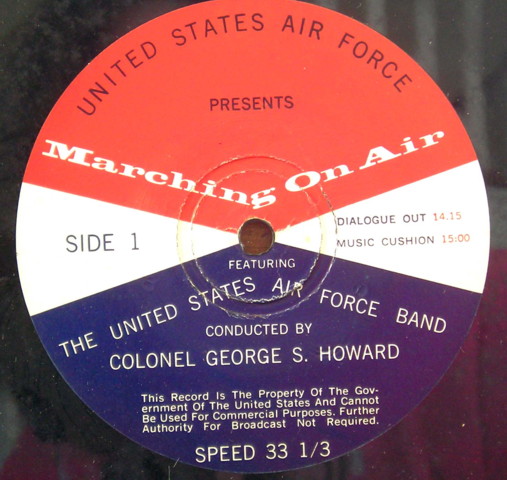 UNITED STATES AIR FORCE
PRESENTS
Marching On Air
SIDE 1
DIALOGUE OUT 14.15
MUSIC CUSHION 15:00
FEATURING
THE UNITED STATES AIR FORCE BAND
CONDUCTED BY
COLONEL GEORGE S. HOWARD
This Record Is The Property Of The Gov-
ernment Of The United States And Cannot
Be Used For Commercial Purposes. Further
Authority For Broadcast Not Required.
SPEED 33 1/3